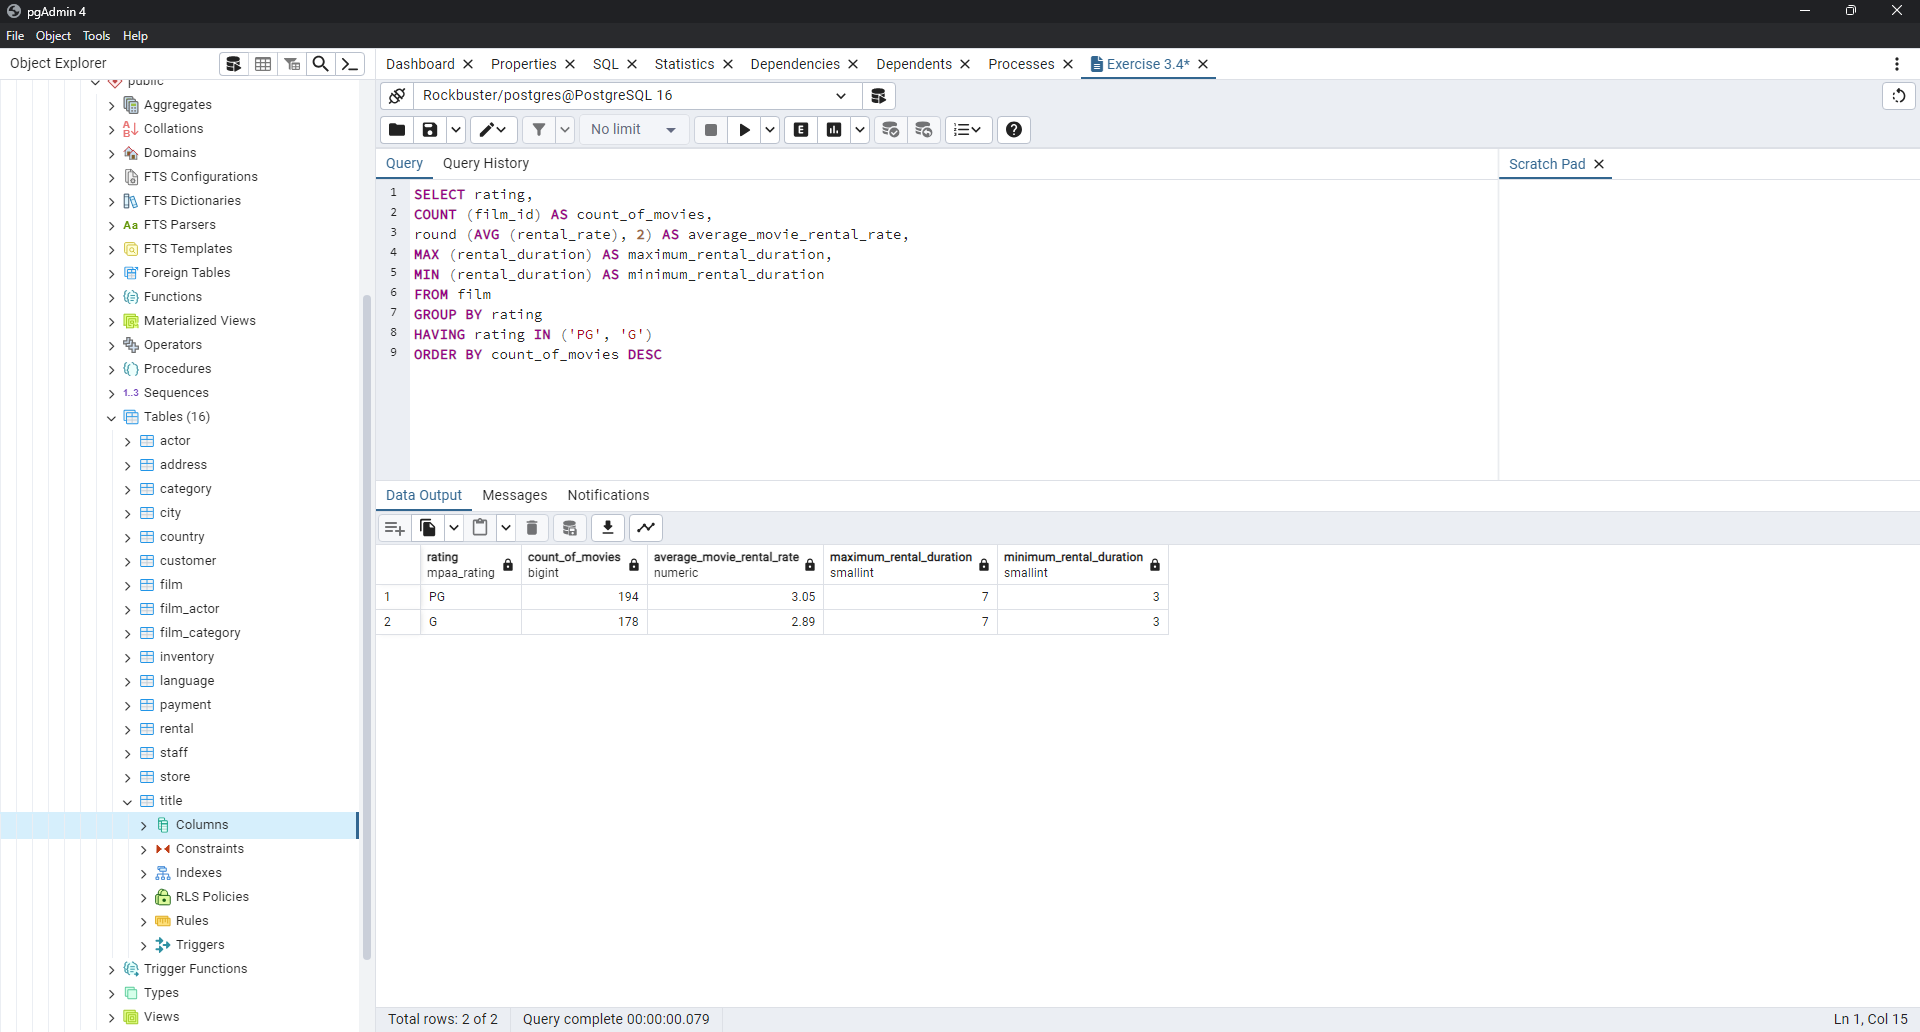 pgAdmin 4
File Object Tools Help
Object Explorer
public
Aggregates
Collations
Domains
FTS Configurations
FTS Dictionaries
Aa FTS Parsers
FTS Templates
Foreign Tables
Functions
Materialized Views
Operators
Procedures
1..3 Sequences
Tables (16)
actor
address
category
city
country
customer
film
film_actor
film_category
inventory
language
payment
rental
staff
store
title
Columns
Constraints
Indexes
RLS Policies
Rules
Triggers
Trigger Functions
Types
Views
Dashboard Properties SQL Statistics Dependencies Dependents Processes Exercise 3.4*
Rockbuster/postgres@PostgreSQL 16
No limit
E
Query Query History
Scratch Pad
1 SELECT rating,
2 COUNT (film_id) AS count_of_movies,
3 round (AVG (rental_rate), 2) AS average_movie_rental_rate,
4 MAX (rental_duration) AS maximum_rental_duration,
5 MIN (rental_duration) AS minimum_rental_duration
6 FROM film
7 GROUP BY rating
8 HAVING rating IN ('PG', 'G')
9 ORDER BY count_of_movies DESC
Data Output Messages Notifications
rating count_of_movies average_movie_rental_rate maximum_rental_duration minimum_rental_duration
mpaa_rating bigint numeric smallint smallint
1 PG 194 3.05 7 3
2 G 178 2.89 7 3
Total rows: 2 of 2 Query complete 00:00:00.079 Ln 1, Col 15